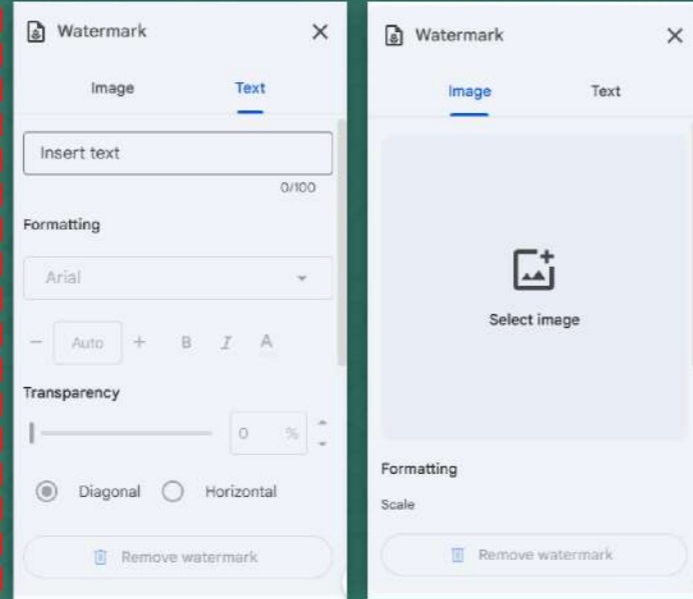 Watermark
Image Text
Insert text
0/100
Formatting
Arial
Auto + B I A
Transparency
0 %
Diagonal Horizontal
Remove watermark
Watermark
Image Text
Select image
Formatting
Scale
Remove watermark